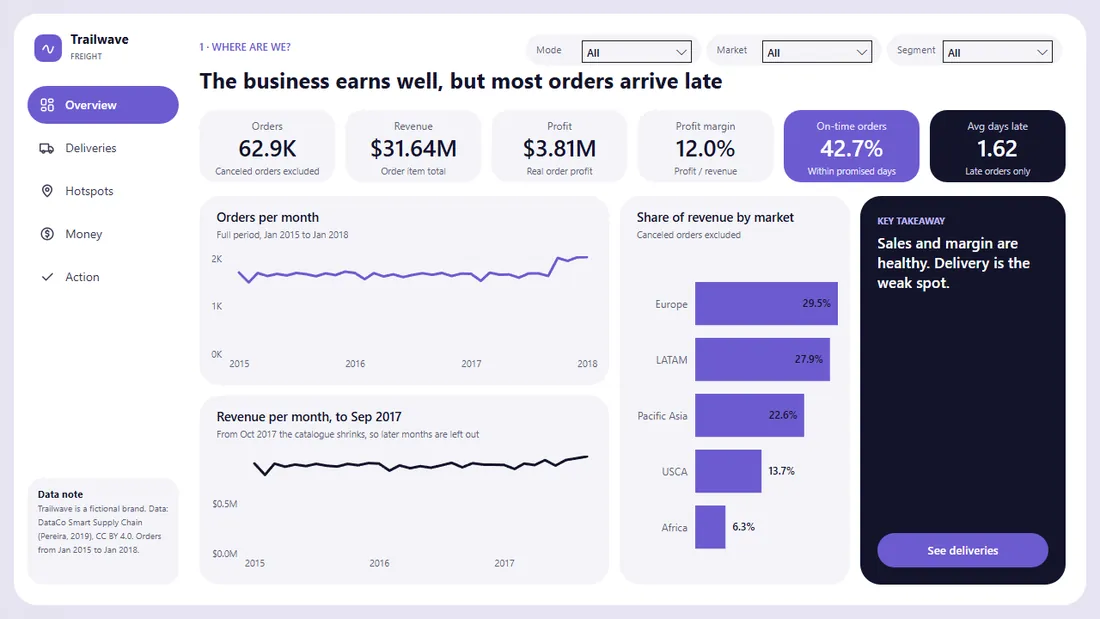 Trailwave
FREIGHT
Overview
Deliveries
Hotspots
Money
Action
Data note
Trailwave is a fictional brand. Data:
DataCo Smart Supply Chain
(Pereira, 2019), CC BY 4.0. Orders
from Jan 2015 to Jan 2018.
1 · WHERE ARE WE?
Mode
All
Market
All
Segment
All
The business earns well, but most orders arrive late
Orders
62.9K
Canceled orders excluded
Revenue
$31.64M
Order item total
Profit
$3.81M
Real order profit
Profit margin
12.0%
Profit / revenue
On-time orders
42.7%
Within promised days
Avg days late
1.62
Late orders only
Orders per month
Full period, Jan 2015 to Jan 2018
2K
1K
0K
2015
2016
2017
2018
Revenue per month, to Sep 2017
From Oct 2017 the catalogue shrinks, so later months are left out
$0.5M
$0.0M
2015
2016
2017
Share of revenue by market
Canceled orders excluded
Europe
29.5%
LATAM
27.9%
Pacific Asia
22.6%
USCA
13.7%
Africa
6.3%
KEY TAKEAWAY
Sales and margin are
healthy. Delivery is the
weak spot.
See deliveries